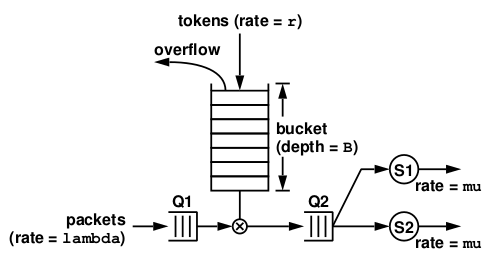 tokens (rate = r)
overflow
bucket
(depth = B)
Q1
Q2
S1
rate = mu
packets
(rate = lambda)
S2
rate = mu